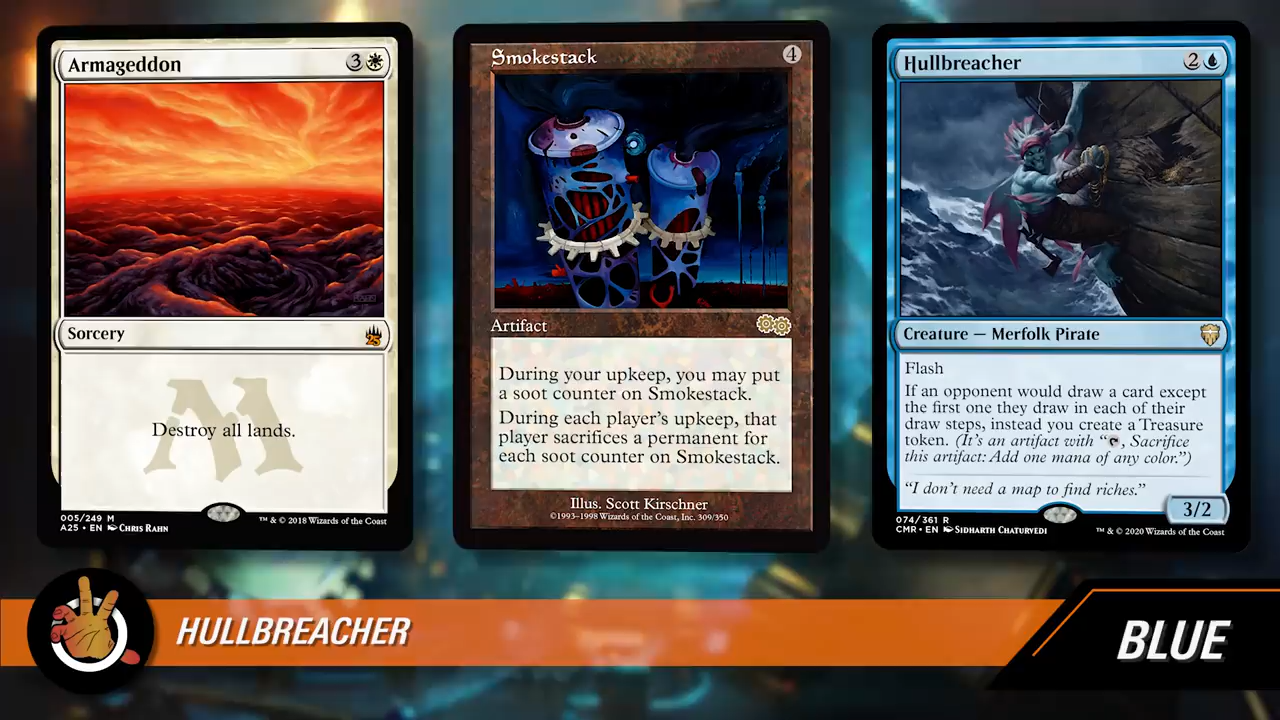 Armageddon
3
Sorcery
Destroy all lands.
005/249 M
A25 • EN Chris Rahn
™ & © 2018 Wizards of the Coast
Smokestack
4
Artifact
During your upkeep, you may put
a soot counter on Smokestack.
During each player's upkeep, that
player sacrifices a permanent for
each soot counter on Smokestack.
Illus. Scott Kirschner
©1993–1998 Wizards of the Coast, Inc. 309/350
Hullbreacher
2
Creature — Merfolk Pirate
Flash
If an opponent would draw a card except
the first one they draw in each of their
draw steps, instead you create a Treasure
token. (It's an artifact with “, Sacrifice
this artifact: Add one mana of any color.”)
“I don't need a map to find riches.”
3/2
074/361 R
CMR • EN Sidharth Chaturvedi
™ & © 2020 Wizards of the Coast
HULLBREACHER
BLUE